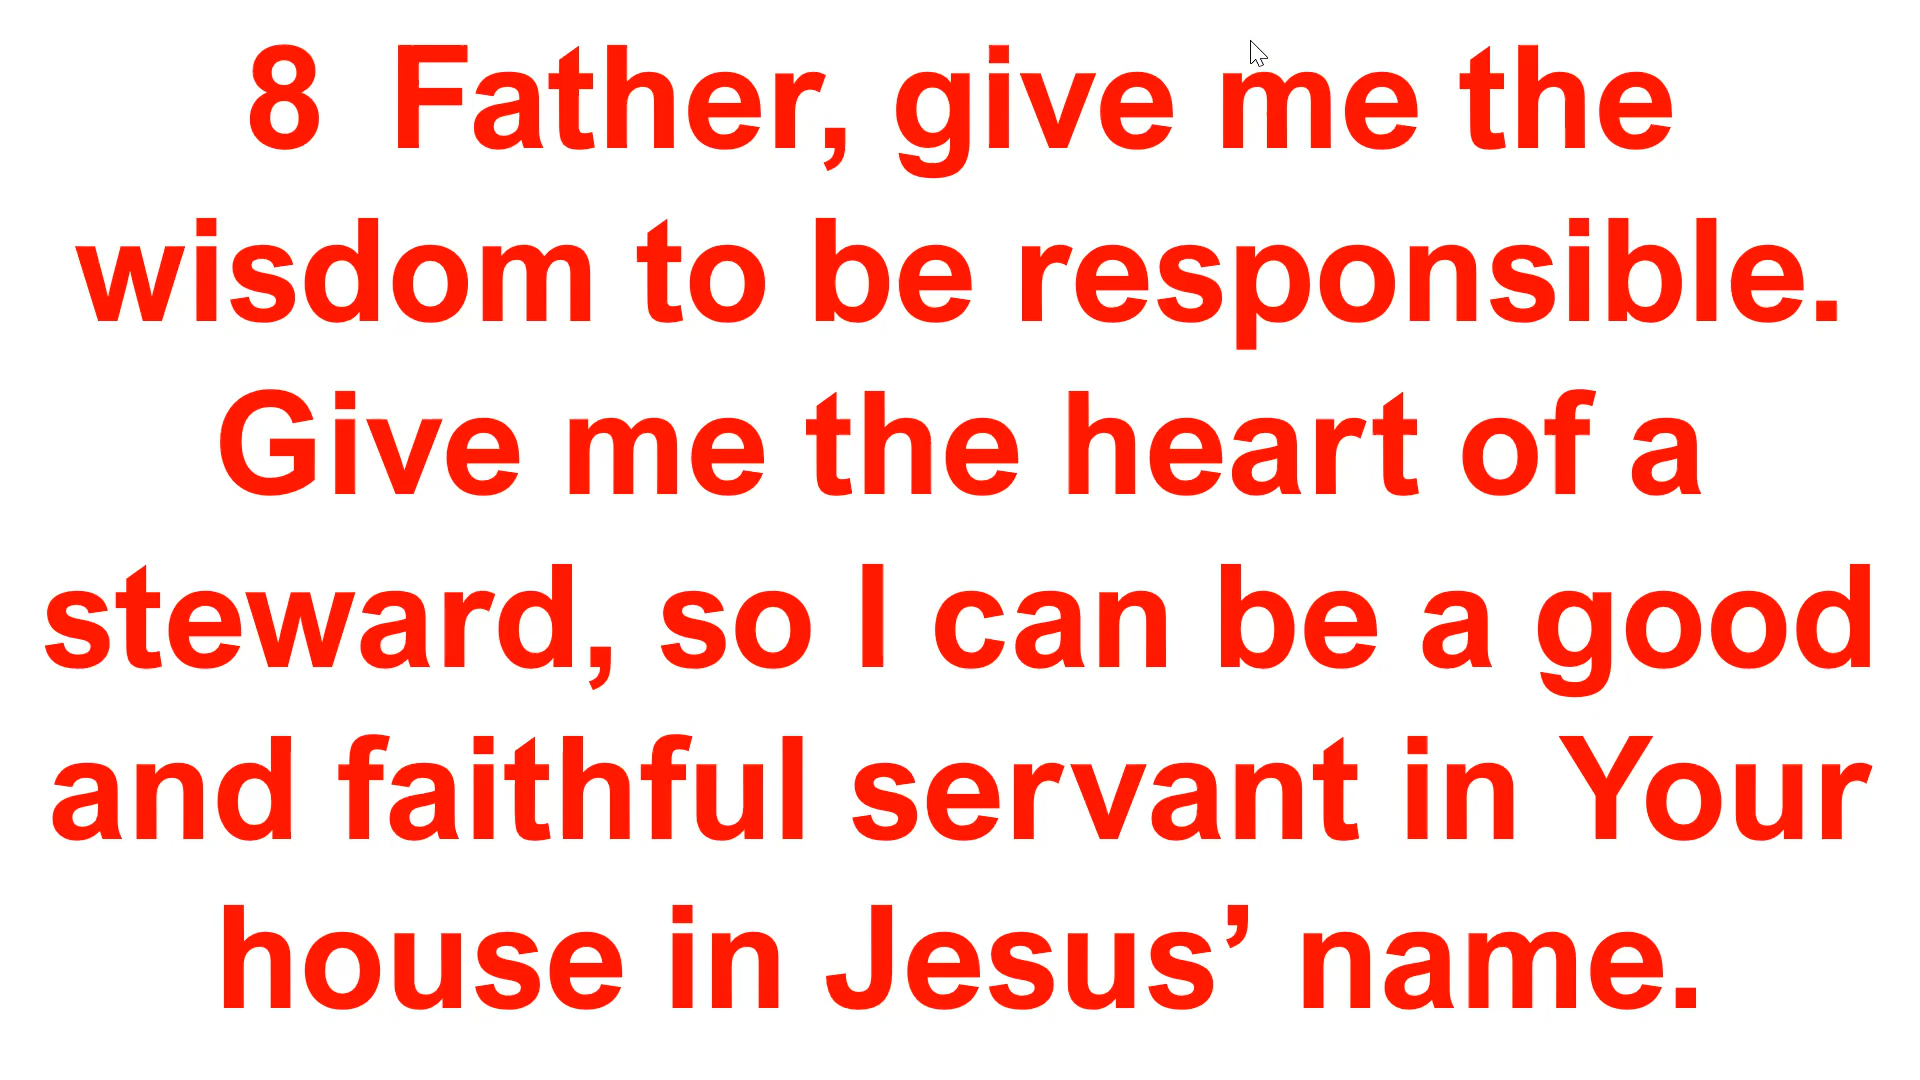 8  Father, give me the
wisdom to be responsible.
Give me the heart of a
steward, so I can be a good
and faithful servant in Your
house in Jesus’ name.